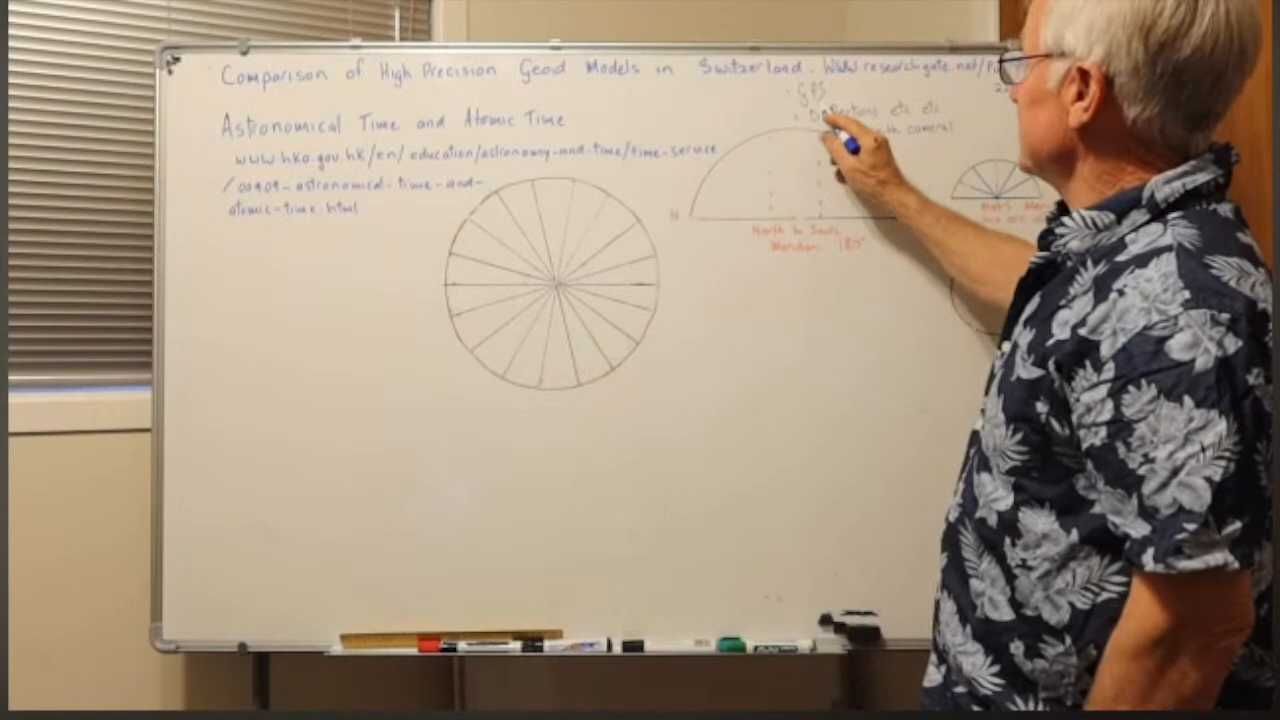 Comparison of High Precision Geoid Models in Switzerland. www.researchgate.net/
: GPS
Astronomical Time and Atomic Time
etc etc
www.hko.gov.hk/en/education/astronomy-and-time/time-service
/00909-astronomical-time-and-
atomic-time.html
N
North to South
Meridian. 185°